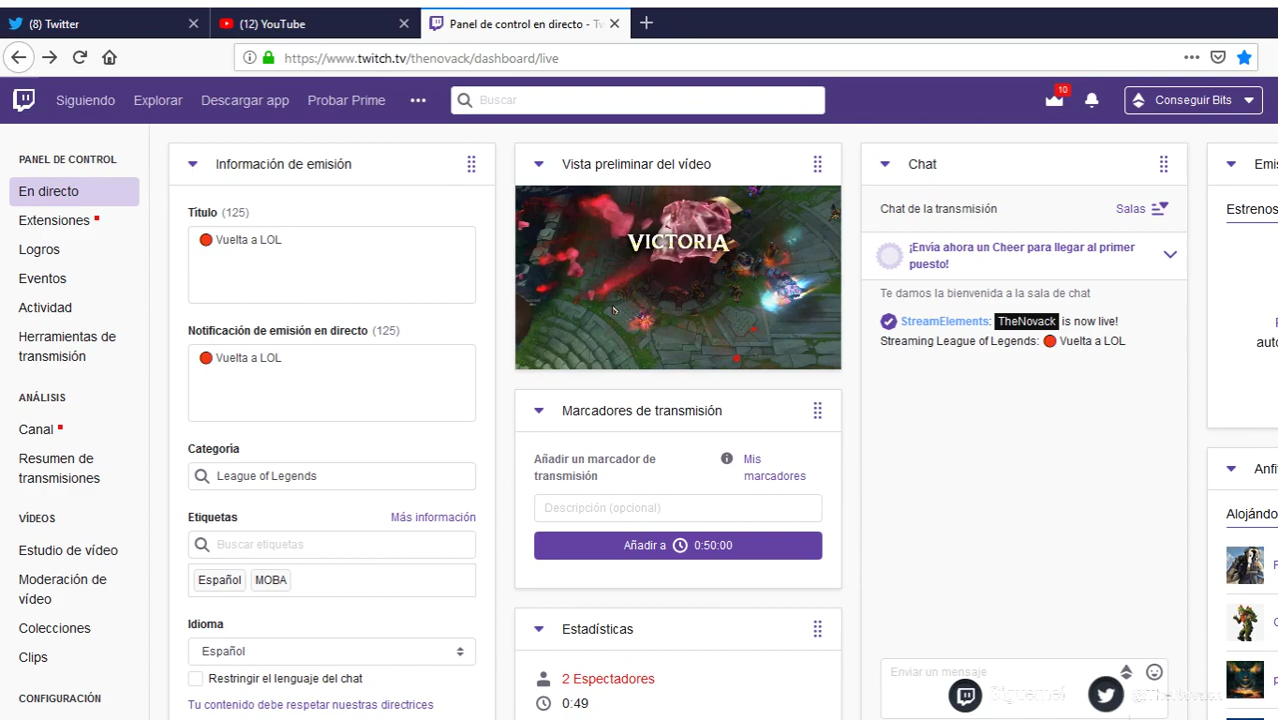 (8) Twitter
(12) YouTube
Panel de control en directo - Tw
https://www.twitch.tv/thenovack/dashboard/live
Siguiendo
Explorar
Descargar app
Probar Prime
Buscar
10
Conseguir Bits
PANEL DE CONTROL
En directo
Extensiones
Logros
Eventos
Actividad
Herramientas de
transmisión
ANÁLISIS
Canal
Resumen de
transmisiones
VÍDEOS
Estudio de vídeo
Moderación de
vídeo
Colecciones
Clips
CONFIGURACIÓN
Información de emisión
Título (125)
Vuelta a LOL
Notificación de emisión en directo (125)
Vuelta a LOL
Categoría
League of Legends
Etiquetas
Más información
Buscar etiquetas
Español
MOBA
Idioma
Español
Restringir el lenguaje del chat
Tu contenido debe respetar nuestras directrices
Vista preliminar del vídeo
VICTORIA
Marcadores de transmisión
Añadir un marcador de
transmisión
Mis
marcadores
Descripción (opcional)
Añadir a 0:50:00
Estadísticas
2 Espectadores
0:49
Chat
Chat de la transmisión
Salas
¡Envía ahora un Cheer para llegar al primer
puesto!
Te damos la bienvenida a la sala de chat
StreamElements: TheNovack is now live!
Streaming League of Legends: Vuelta a LOL
Enviar un mensaje
Emis
Estrenos
auto
Anfi
Alojando